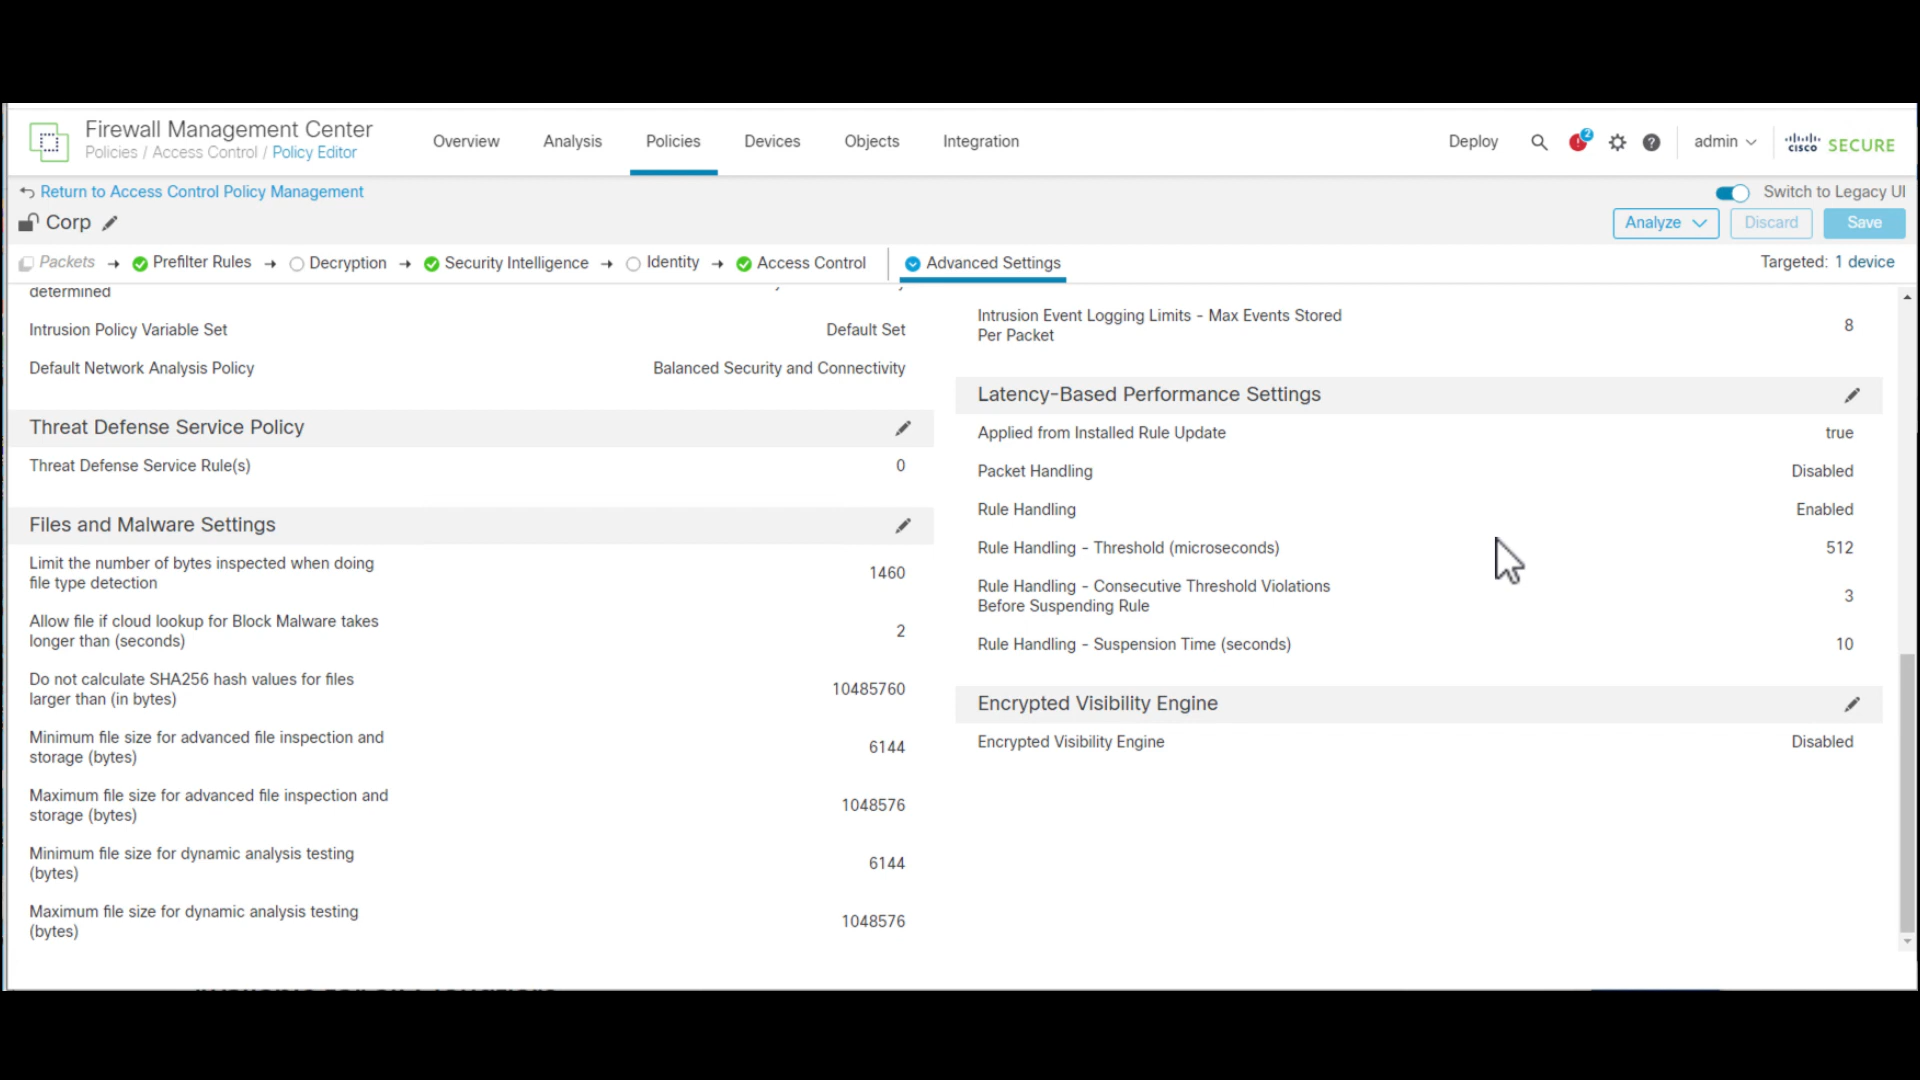 Firewall Management Center
Policies / Access Control / Policy Editor
Overview
Analysis
Policies
Devices
Objects
Integration
Deploy
2
admin
CISCO SECURE
Return to Access Control Policy Management
Switch to Legacy UI
Corp
Analyze
Discard
Save
Packets
Prefilter Rules
Decryption
Security Intelligence
Identity
Access Control
Advanced Settings
Targeted: 1 device
determined
Intrusion Policy Variable Set
Default Set
Default Network Analysis Policy
Balanced Security and Connectivity
Threat Defense Service Policy
Threat Defense Service Rule(s)
0
Files and Malware Settings
Limit the number of bytes inspected when doing
file type detection
1460
Allow file if cloud lookup for Block Malware takes
longer than (seconds)
2
Do not calculate SHA256 hash values for files
larger than (in bytes)
10485760
Minimum file size for advanced file inspection and
storage (bytes)
6144
Maximum file size for advanced file inspection and
storage (bytes)
1048576
Minimum file size for dynamic analysis testing
(bytes)
6144
Maximum file size for dynamic analysis testing
(bytes)
1048576
Intrusion Event Logging Limits - Max Events Stored
Per Packet
8
Latency-Based Performance Settings
Applied from Installed Rule Update
true
Packet Handling
Disabled
Rule Handling
Enabled
Rule Handling - Threshold (microseconds)
512
Rule Handling - Consecutive Threshold Violations
Before Suspending Rule
3
Rule Handling - Suspension Time (seconds)
10
Encrypted Visibility Engine
Encrypted Visibility Engine
Disabled